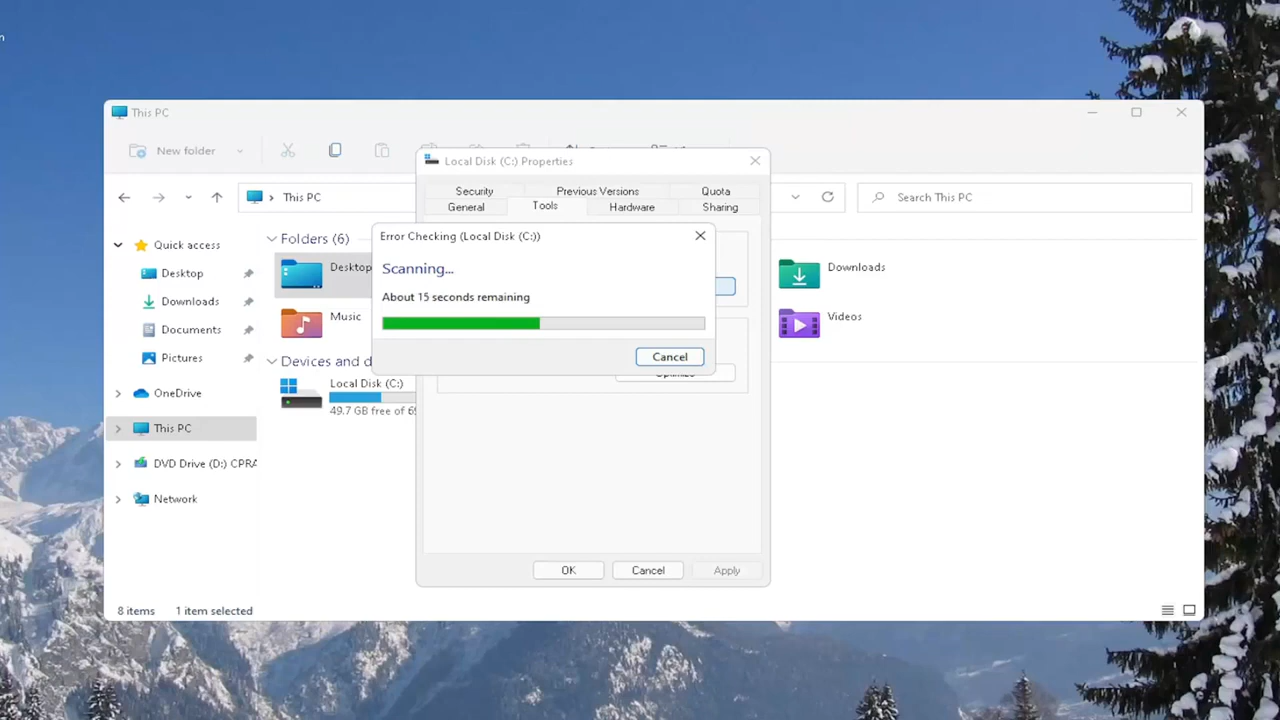 n
This PC
New folder
Local Disk (C:) Properties
Security
Previous Versions
Quota
General
Tools
Hardware
Sharing
This PC
Search This PC
Error Checking (Local Disk (C:))
Scanning...
About 15 seconds remaining
Cancel
Quick access
Desktop
Downloads
Documents
Pictures
OneDrive
This PC
DVD Drive (D:) CPRA
Network
Folders (6)
Desktop
Downloads
Music
Videos
Devices and d
Local Disk (C:)
49.7 GB free of
Optimize
OK
Cancel
Apply
8 items
1 item selected